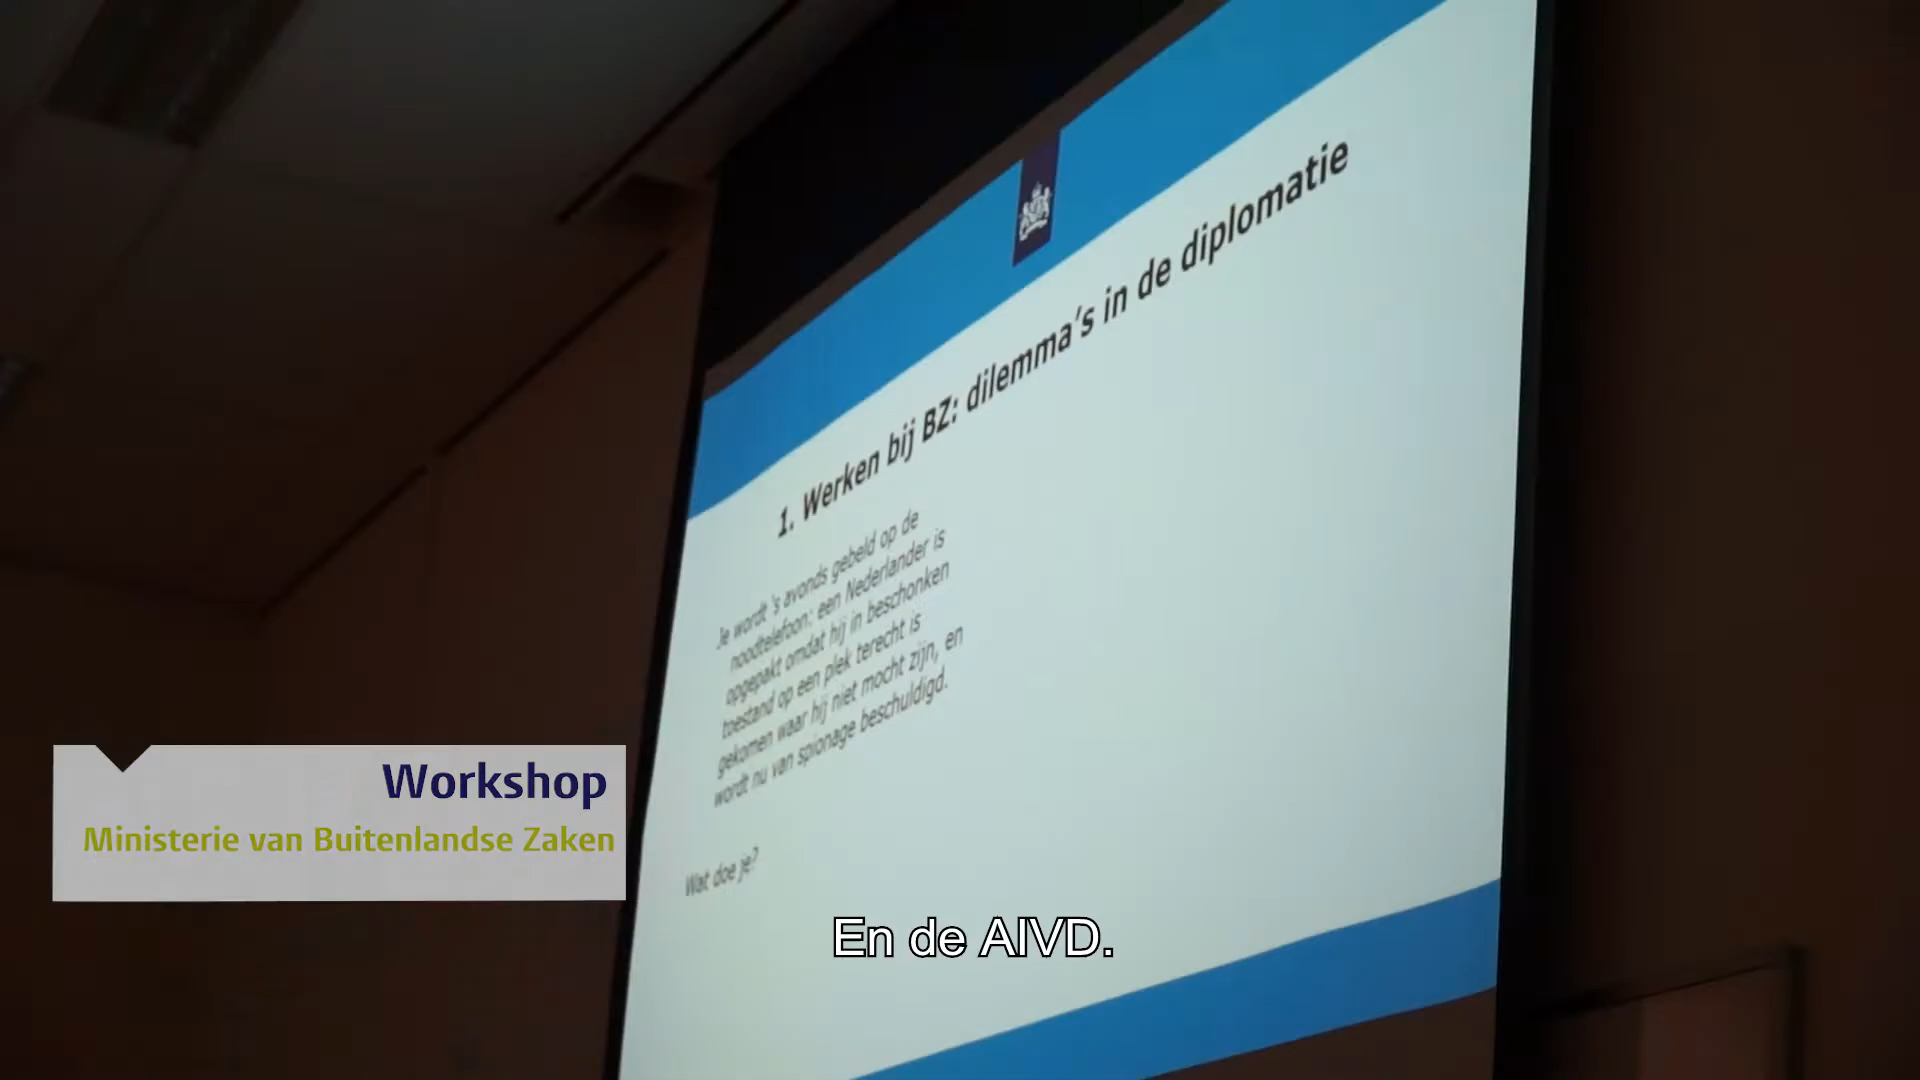 1. Werken bij BZ: dilemma's in de diplomatie
Je wordt 's avonds gebeld op de
noodtelefoon: een Nederlander is
opgepakt omdat hij in beschonken
toestand op een plek terecht is
gekomen waar hij niet mocht zijn, en
wordt nu van spionage beschuldigd.
Wat doe je?
Workshop
Ministerie van Buitenlandse Zaken
En de AIVD.